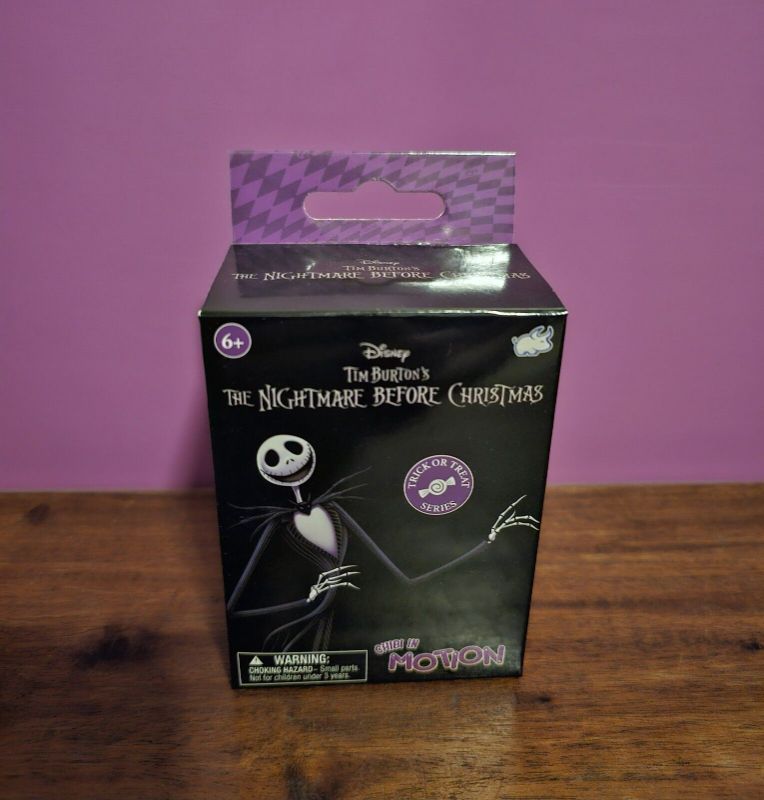 Disney
TIM BURTON'S
THE NIGHTMARE BEFORE CHRISTMAS
6+
Disney
TIM BURTON'S
THE NIGHTMARE BEFORE CHRISTMAS
TRICK OR TREAT
SERIES
CHIBI IN
MOTION
WARNING:
CHOKING HAZARD – Small parts.
Not for children under 3 years.